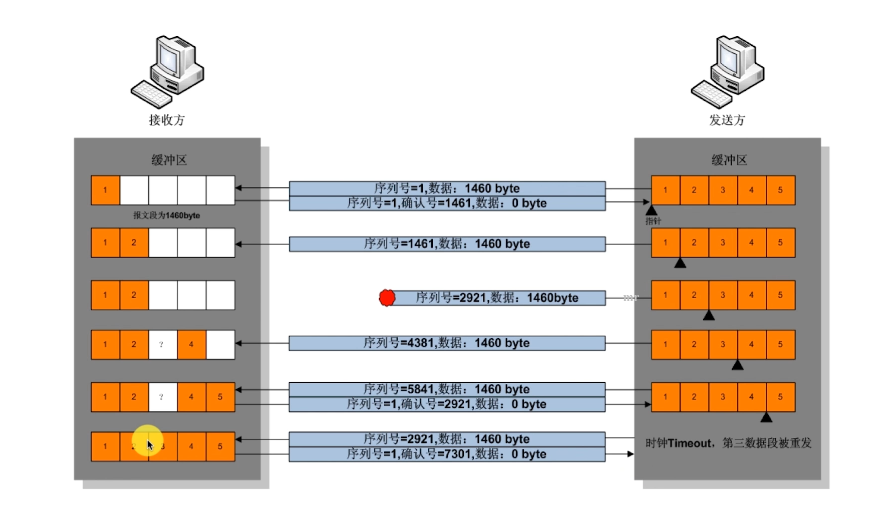 接收方
发送方
缓冲区
缓冲区
1
序列号=1,数据：1460 byte
1 2 3 4 5
序列号=1,确认号=1461,数据：0 byte
报文段为1460byte
指针
1 2
序列号=1461,数据：1460 byte
1 2 3 4 5
1 2
序列号=2921,数据：1460byte
1 2 3 4 5
1 2 ? 4
序列号=4381,数据：1460 byte
1 2 3 4 5
1 2 ? 4 5
序列号=5841,数据：1460 byte
1 2 3 4 5
序列号=1,确认号=2921,数据：0 byte
1 2 3 4 5
序列号=2921,数据：1460 byte
时钟Timeout，第三数据段被重发
序列号=1,确认号=7301,数据：0 byte